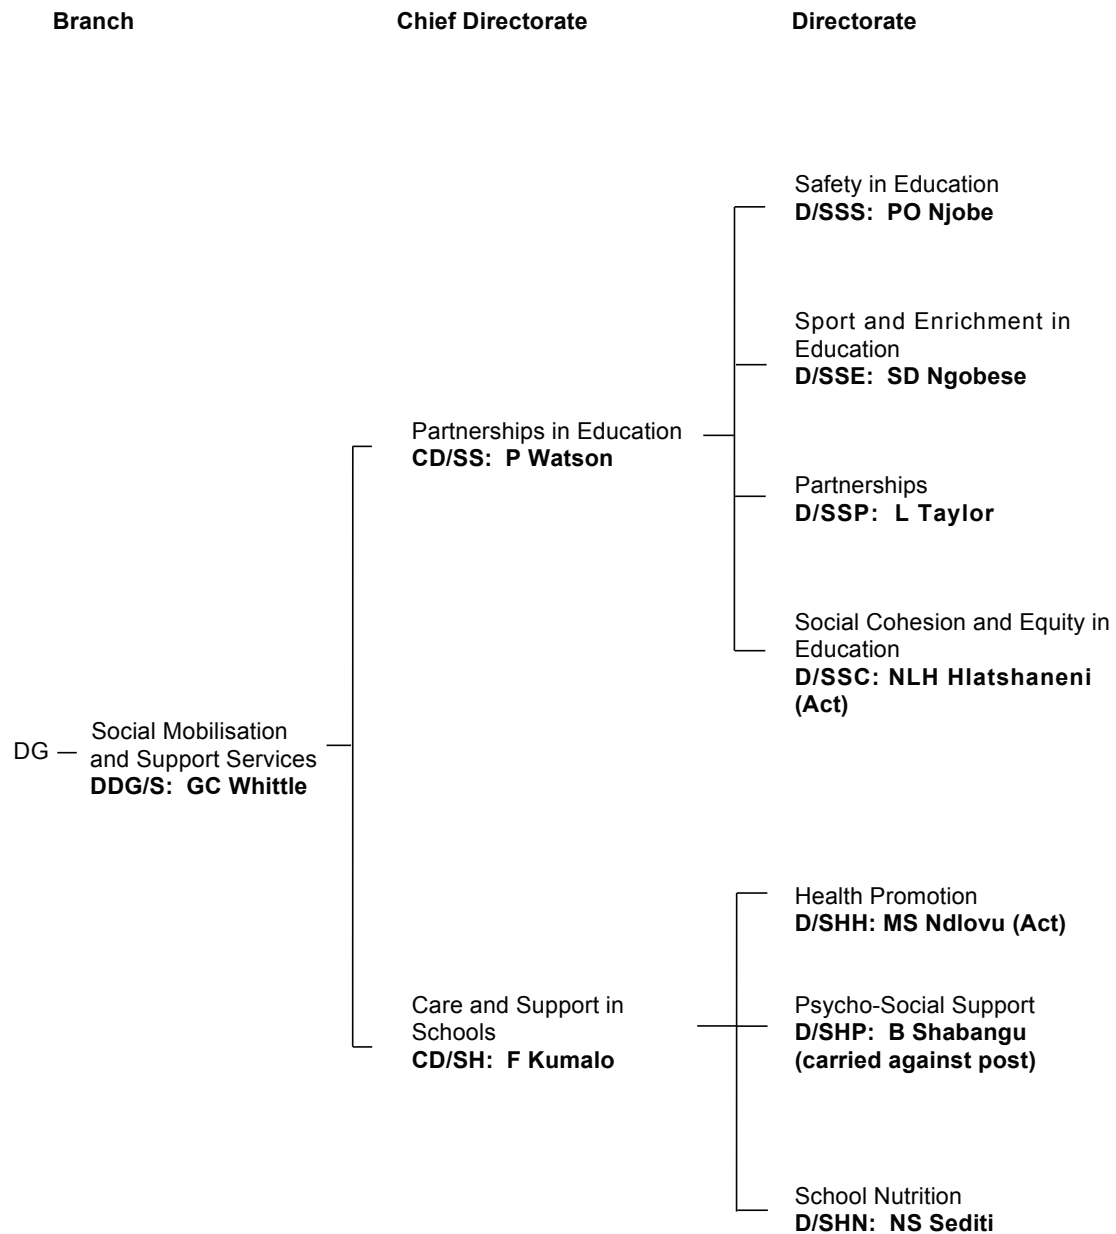 Branch
Chief Directorate
Directorate
Safety in Education
D/SSS: PO Njobe
Sport and Enrichment in
Education
D/SSE: SD Ngobese
Partnerships in Education
CD/SS: P Watson
Partnerships
D/SSP: L Taylor
Social Cohesion and Equity in
Education
D/SSC: NLH Hlatshaneni
(Act)
DG
Social Mobilisation
and Support Services
DDG/S: GC Whittle
Health Promotion
D/SHH: MS Ndlovu (Act)
Care and Support in
Schools
CD/SH: F Kumalo
Psycho-Social Support
D/SHP: B Shabangu
(carried against post)
School Nutrition
D/SHN: NS Sediti